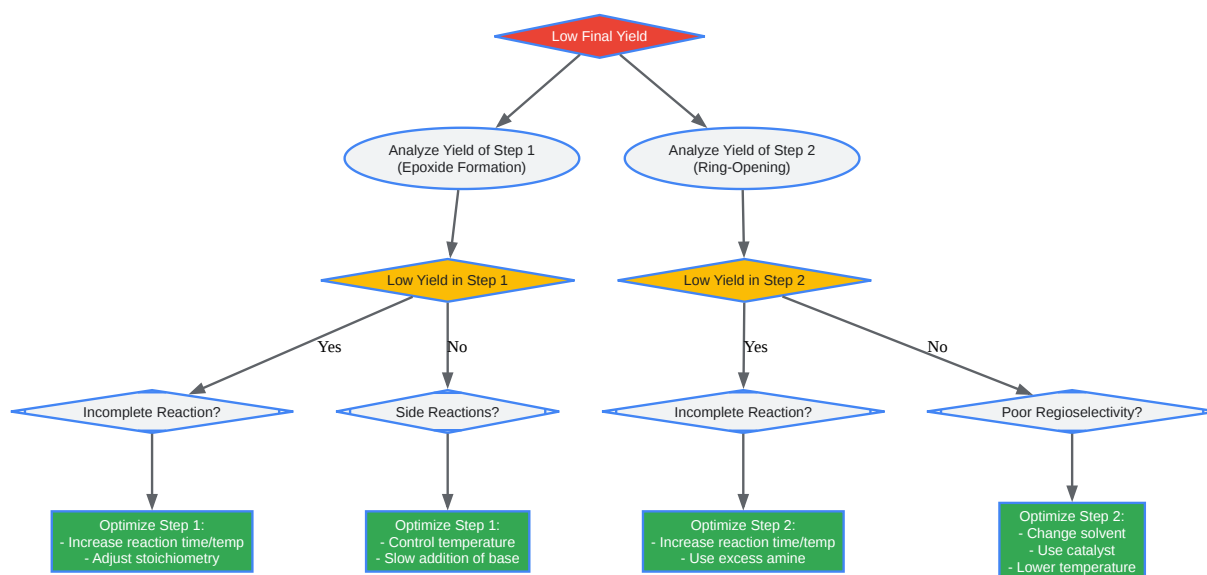 Low Final Yield
Analyze Yield of Step 1
(Epoxide Formation)
Analyze Yield of Step 2
(Ring-Opening)
Low Yield in Step 1
Low Yield in Step 2
Yes
No
Yes
No
Incomplete Reaction?
Side Reactions?
Incomplete Reaction?
Poor Regioselectivity?
Optimize Step 1:
- Increase reaction time/temp
- Adjust stoichiometry
Optimize Step 1:
- Control temperature
- Slow addition of base
Optimize Step 2:
- Increase reaction time/temp
- Use excess amine
Optimize Step 2:
- Change solvent
- Use catalyst
- Lower temperature